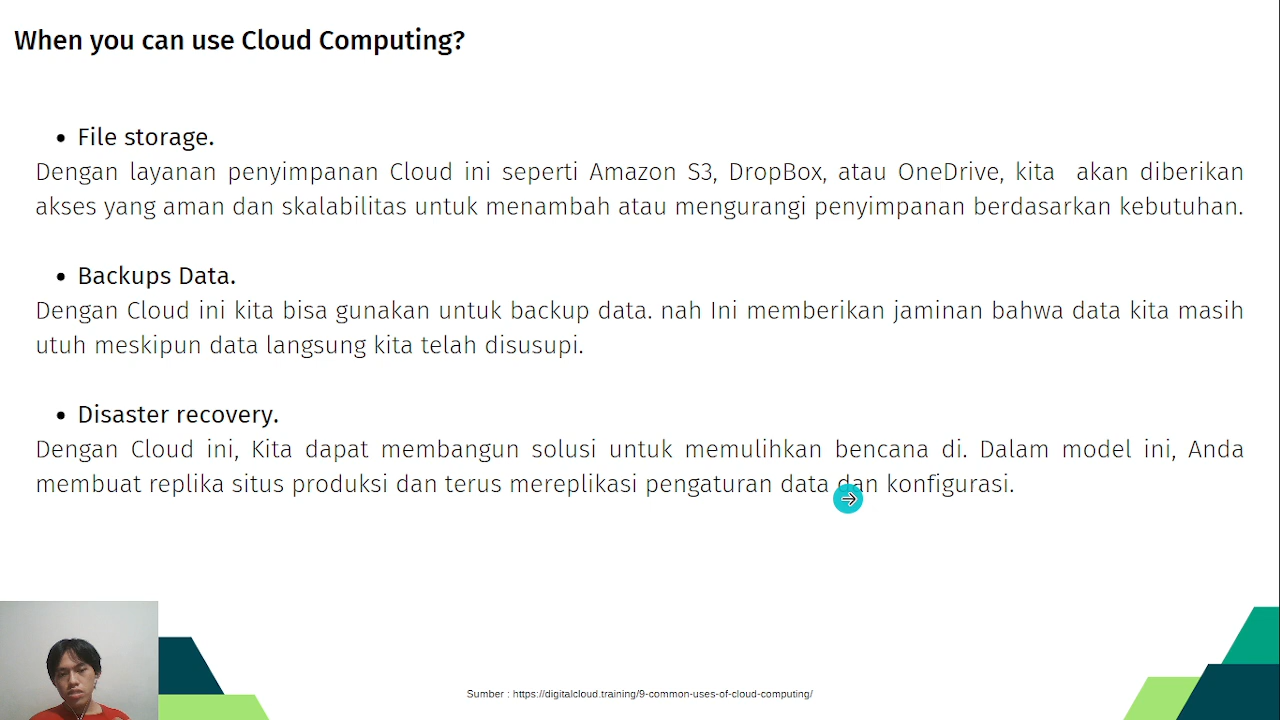 When you can use Cloud Computing?
• File storage.
Dengan layanan penyimpanan Cloud ini seperti Amazon S3, DropBox, atau OneDrive, kita akan diberikan
akses yang aman dan skalabilitas untuk menambah atau mengurangi penyimpanan berdasarkan kebutuhan.
• Backups Data.
Dengan Cloud ini kita bisa gunakan untuk backup data. nah Ini memberikan jaminan bahwa data kita masih
utuh meskipun data langsung kita telah disusupi.
• Disaster recovery.
Dengan Cloud ini, Kita dapat membangun solusi untuk memulihkan bencana di. Dalam model ini, Anda
membuat replika situs produksi dan terus mereplikasi pengaturan data dan konfigurasi.
Sumber : https://digitalcloud.training/9-common-uses-of-cloud-computing/